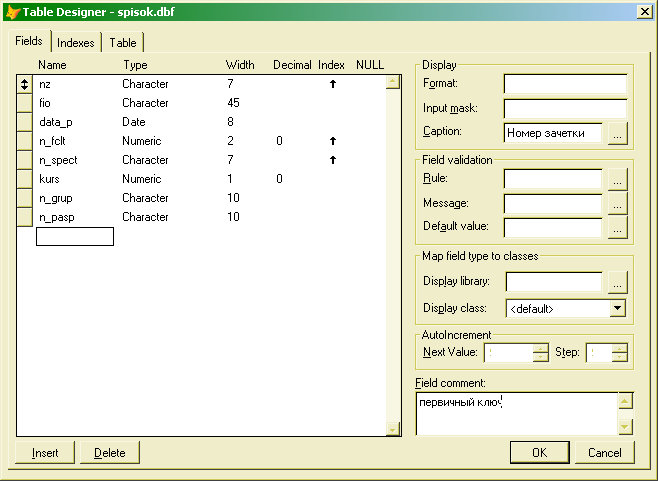 Table Designer - spisok.dbf
Fields Indexes Table
Name Type Width Decimal Index NULL
nz Character 7
fio Character 45
data_p Date 8
n_fclt Numeric 2 0
n_spect Character 7
kurs Numeric 1 0
n_grup Character 10
n_pasp Character 10
Display
Format:
Input mask:
Caption: Номер зачетки ...
Field validation
Rule: ...
Message: ...
Default value: ...
Map field type to classes
Display library: ...
Display class: <default>
AutoIncrement
Next Value: Step:
Field comment:
первичный ключ
Insert Delete OK Cancel